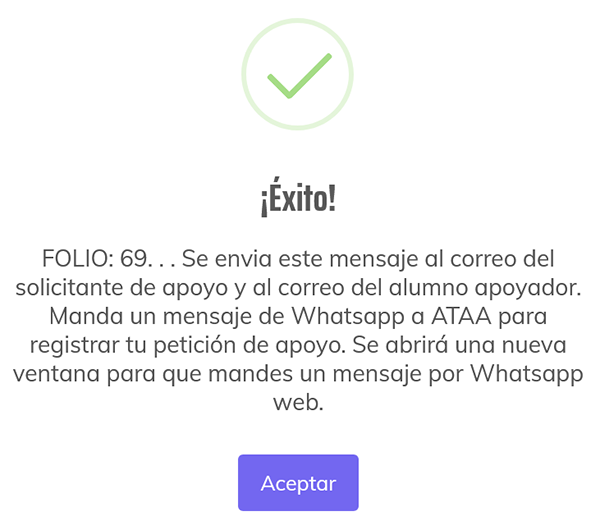 ¡Éxito!
FOLIO: 69. . . Se envia este mensaje al correo del
solicitante de apoyo y al correo del alumno apoyador.
Manda un mensaje de Whatsapp a ATAA para
registrar tu petición de apoyo. Se abrirá una nueva
ventana para que mandes un mensaje por Whatsapp
web.
Aceptar